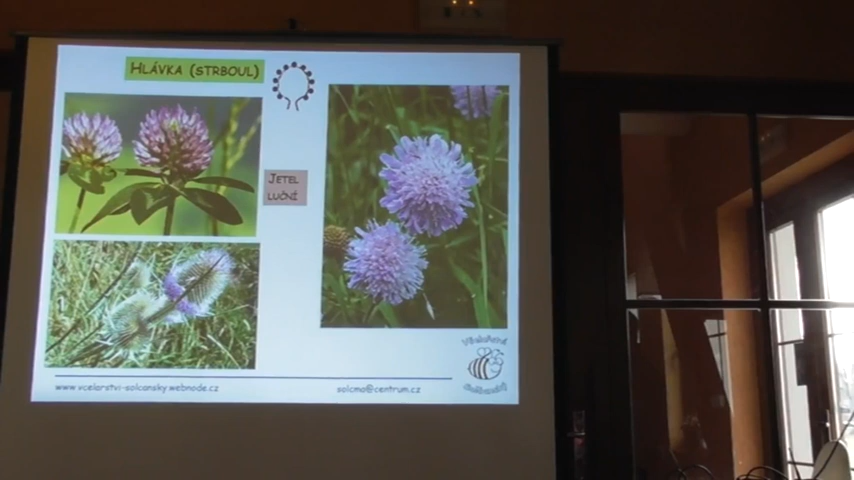 HLÁVKA (STRBOUL)
JETEL
LUČNÍ
www.vcelarstvi-solcansky.webnode.cz
solcma@centrum.cz